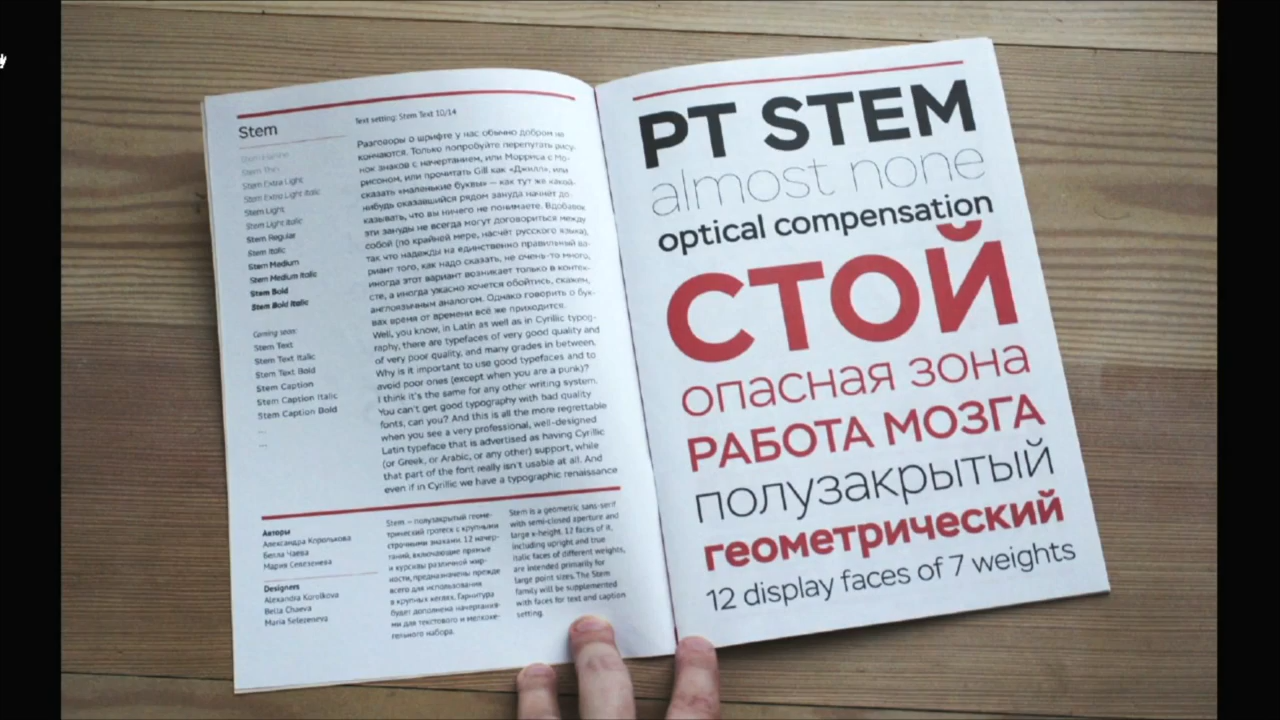 Stem
Stem Hairline
Stem Thin
Stem Extra Light
Stem Extra Light Italic
Stem Light
Stem Light Italic
Stem Regular
Stem Italic
Stem Medium
Stem Medium Italic
Stem Bold
Stem Bold Italic
Coming soon:
Stem Text
Stem Text Italic
Stem Text Bold
Stem Caption
Stem Caption Italic
Stem Caption Bold
...
...
Text setting: Stem Text 10/14
Разговоры о шрифте у нас обычно добром не
кончаются. Только попробуйте перепутать рису-
нок знаков с начертанием, или Морриса с Мо-
рисоном, или прочитать Gill как «Джилл», или
сказать «маленькие буквы» — как тут же какой-
нибудь оказавшийся рядом зануда начнёт до-
казывать, что вы ничего не понимаете. Вдобавок
эти зануды не всегда могут договориться между
собой (по крайней мере, насчёт русского языка),
так что надежды на единственно правильный ва-
риант того, как надо сказать, не очень-то много,
иногда этот вариант возникает только в контек-
сте, а иногда ужасно хочется обойтись, скажем,
англоязычным аналогом. Однако говорить о бук-
вах время от времени всё же приходится.
Well, you know, in Latin as well as in Cyrillic typog-
raphy, there are typefaces of very good quality and
of very poor quality, and many grades in between.
Why is it important to use good typefaces and to
avoid poor ones (except when you are a punk)?
I think it's the same for any other writing system.
You can't get good typography with bad quality
fonts, can you? And this is all the more regrettable
when you see a very professional, well-designed
Latin typeface that is advertised as having Cyrillic
(or Greek, or Arabic, or any other) support, while
that part of the font really isn't usable at all. And
even if in Cyrillic we have a typographic renaissance
Авторы
Александра Королькова
Белла Чаева
Мария Селезенева
Designers
Alexandra Korolkova
Bella Chaeva
Maria Selezeneva
Stem — полузакрытый геоме-
трический гротеск с крупными
строчными знаками. 12 начер-
таний, включающие прямые
и курсивы различной жир-
ности, предназначены прежде
всего для использования
в крупных кеглях. Гарнитура
будет дополнена начертания-
ми для текстового и мелкоке-
гельного набора.
Stem is a geometric sans-serif
with semi-closed aperture and
large x-height. 12 faces of it,
including upright and true
italic faces of different weights,
are intended primarily for
large point sizes. The Stem
family will be supplemented
with faces for text and caption
setting.
PT STEM
almost none
optical compensation
СТОЙ
опасная зона
РАБОТА МОЗГА
полузакрытый
геометрический
12 display faces of 7 weights